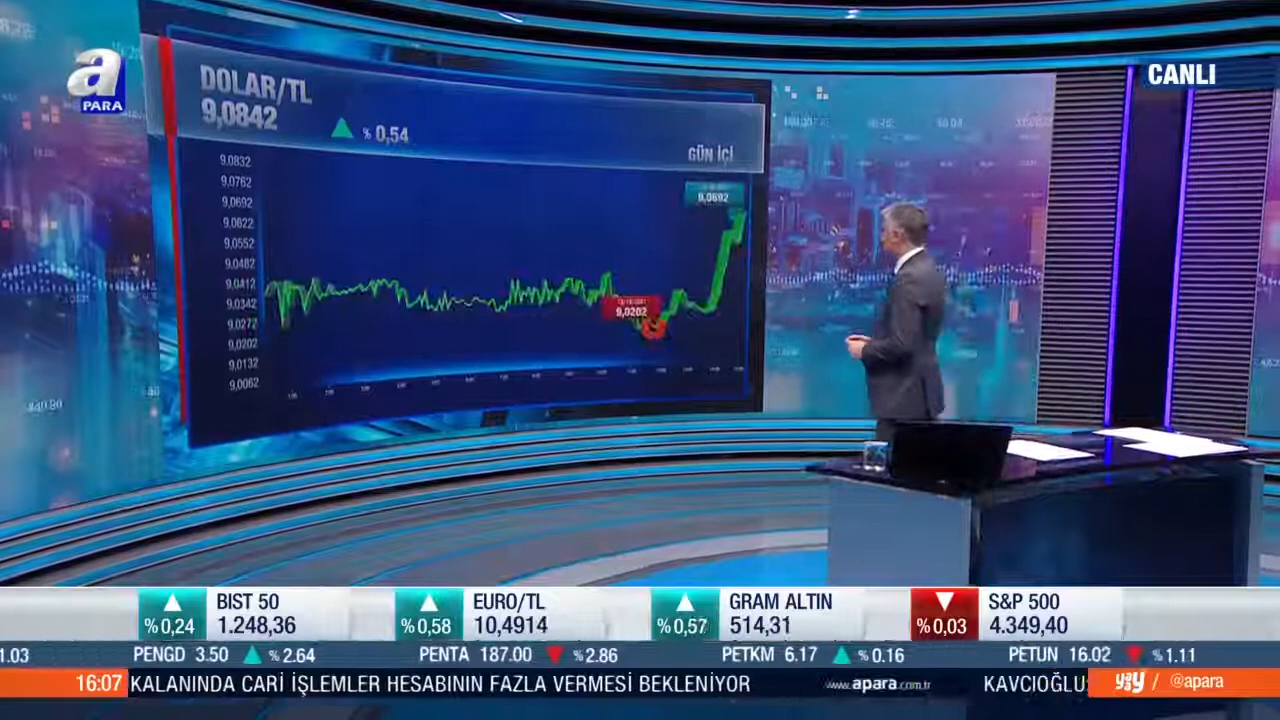 a
PARA
CANLI
DOLAR/TL
9,0842
% 0,54
GÜN İÇİ
9,0832
9,0762
9,0692
9,0622
9,0552
9,0482
9,0412
9,0342
9,0272
9,0202
9,0132
9,0062
9,0692
9,0202
%0,24
BIST 50
1.248,36
%0,58
EURO/TL
10,4914
%0,57
GRAM ALTIN
514,31
%0,03
S&P 500
4.349,40
1.03 PENGD 3.50 %2.64 PENTA 187.00 %2.86 PETKM 6.17 %0.16 PETUN 16.02 %1.11
16:07 KALANINDA CARİ İŞLEMLER HESABININ FAZLA VERMESİ BEKLENİYOR www.apara.com.tr KAVCIOĞLU: yay / @apara